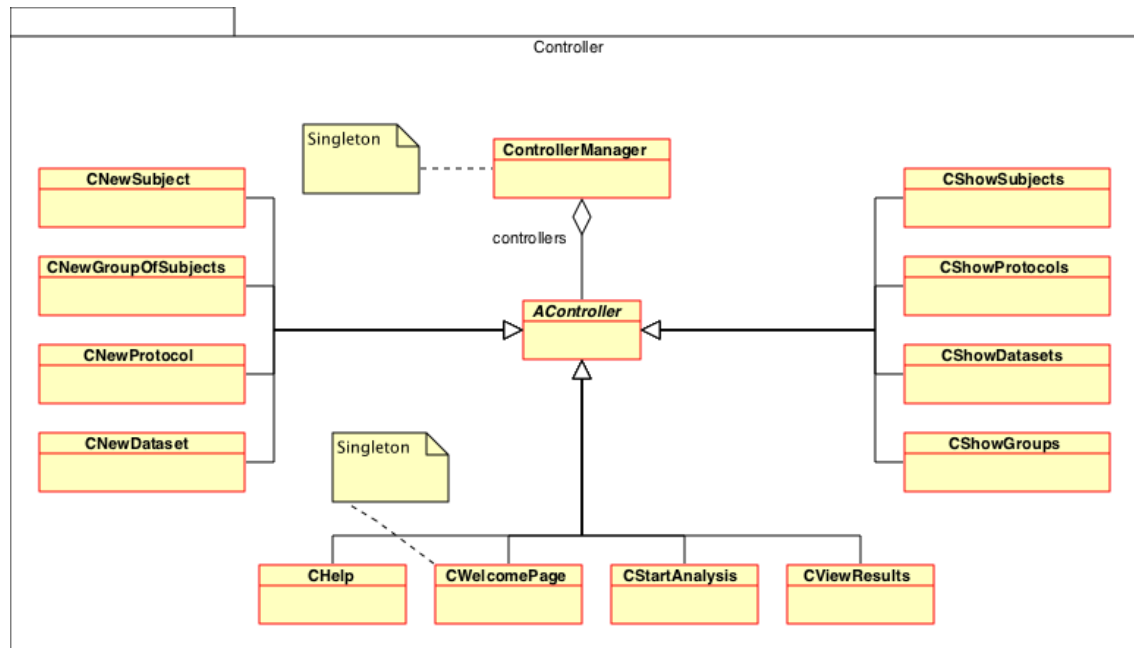 Controller
Singleton
ControllerManager
CNewSubject
CShowSubjects
controllers
CNewGroupOfSubjects
CShowProtocols
AController
CNewProtocol
CShowDatasets
CNewDataset
Singleton
CShowGroups
CHelp
CWelcomePage
CStartAnalysis
CViewResults